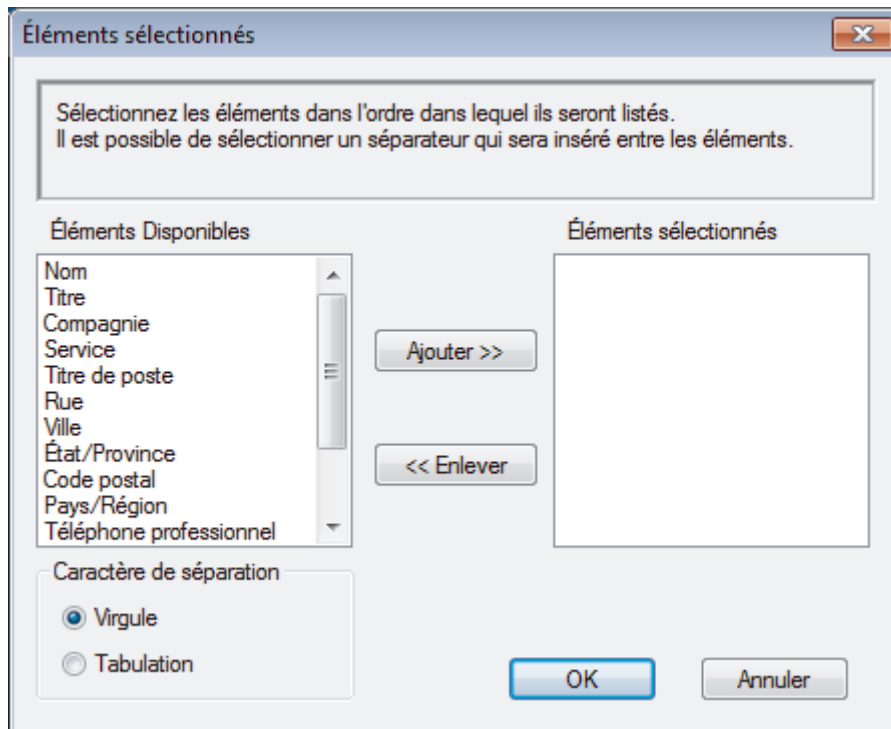 Éléments sélectionnés
Sélectionnez les éléments dans l'ordre dans lequel ils seront listés.
Il est possible de sélectionner un séparateur qui sera inséré entre les éléments.
Éléments Disponibles
Éléments sélectionnés
Nom
Titre
Compagnie
Service
Titre de poste
Rue
Ville
État/Province
Code postal
Pays/Région
Téléphone professionnel
Ajouter >>
<< Enlever
Caractère de séparation
Virgule
Tabulation
OK
Annuler